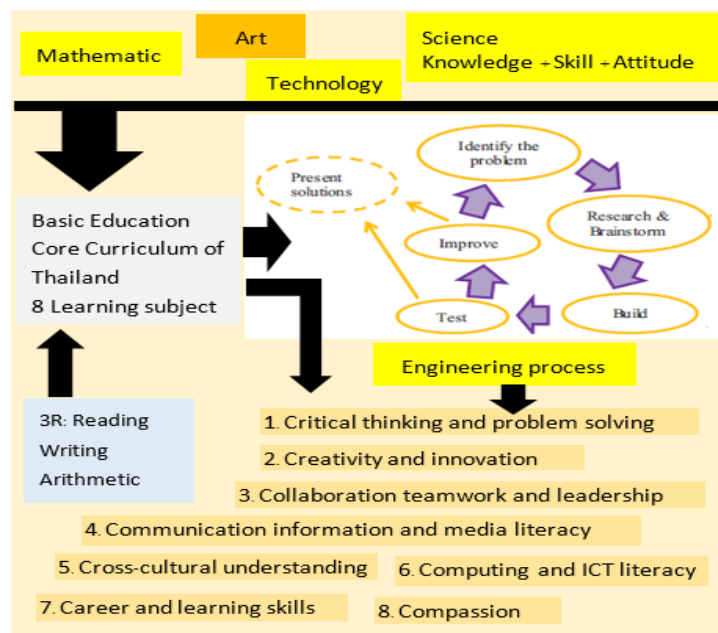 Mathematic
Art
Technology
Science
Knowledge + Skill + Attitude
Basic Education
Core Curriculum of
Thailand
8 Learning subject
Identify the
problem
Present
solutions
Research &
Brainstorm
Improve
Test
Build
Engineering process
3R: Reading
Writing
Arithmetic
1. Critical thinking and problem solving
2. Creativity and innovation
3. Collaboration teamwork and leadership
4. Communication information and media literacy
5. Cross-cultural understanding
6. Computing and ICT literacy
7. Career and learning skills
8. Compassion